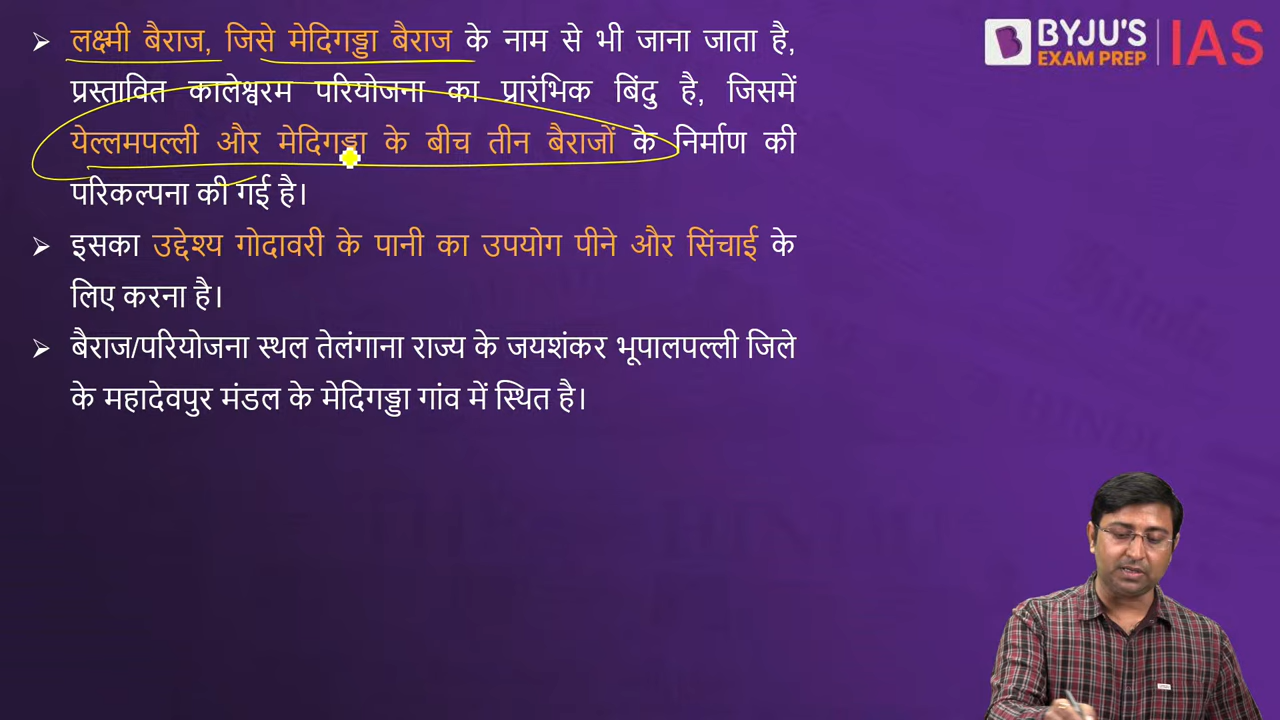 ➢ लक्ष्मी बैराज, जिसे मेदिगड्डा बैराज के नाम से भी जाना जाता है,
प्रस्तावित कालेश्वरम परियोजना का प्रारंभिक बिंदु है, जिसमें
येल्लमपल्ली और मेदिगड्डा के बीच तीन बैराजों के निर्माण की
परिकल्पना की गई है।
➢ इसका उद्देश्य गोदावरी के पानी का उपयोग पीने और सिंचाई के
लिए करना है।
➢ बैराज/परियोजना स्थल तेलंगाना राज्य के जयशंकर भूपालपल्ली जिले
के महादेवपुर मंडल के मेदिगड्डा गांव में स्थित है।
BYJU'S
EXAM PREP
IAS